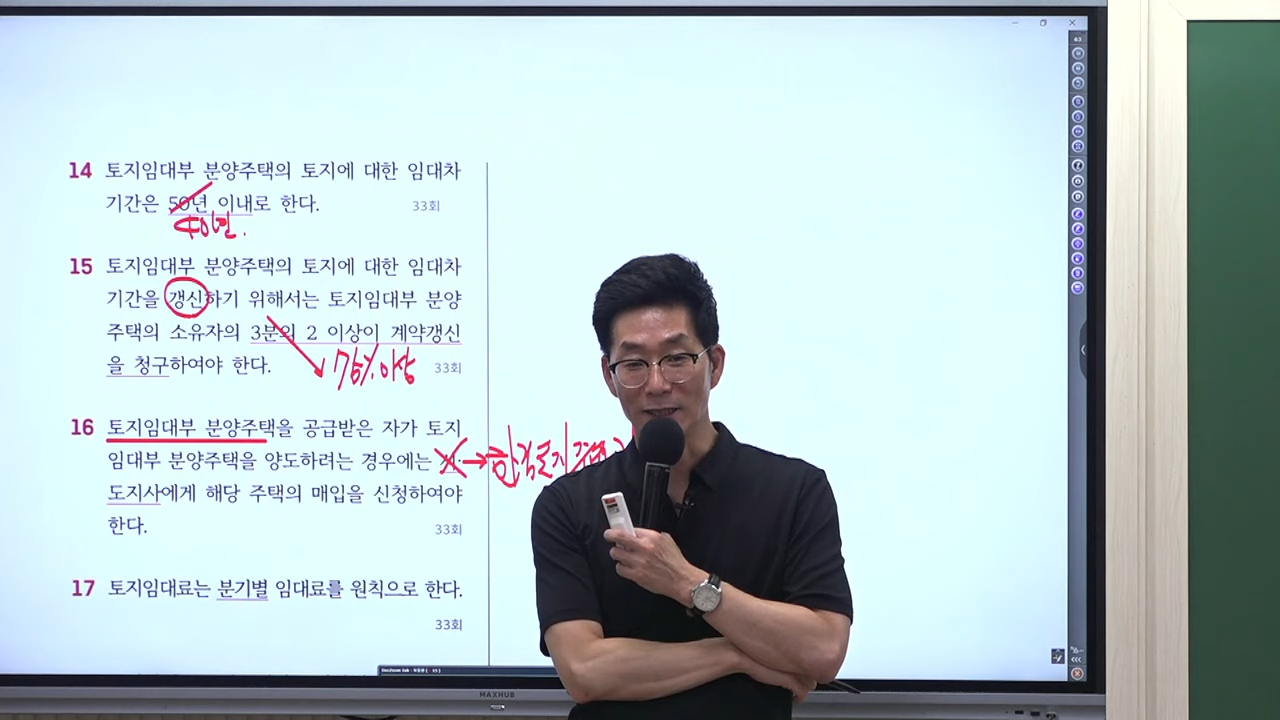 14 토지임대부 분양주택의 토지에 대한 임대차
기간은 50년 이내로 한다. 33회
40년.
15 토지임대부 분양주택의 토지에 대한 임대차
기간을 갱신하기 위해서는 토지임대부 분양
주택의 소유자의 3분의 2 이상이 계약갱신
을 청구하여야 한다. 33회
75% 이상
16 토지임대부 분양주택을 공급받은 자가 토지
임대부 분양주택을 양도하려는 경우에는
→ 한국토지주택
도지사에게 해당 주택의 매입을 신청하여야
한다. 33회
17 토지임대료는 분기별 임대료를 원칙으로 한다.
33회
MAXHUB